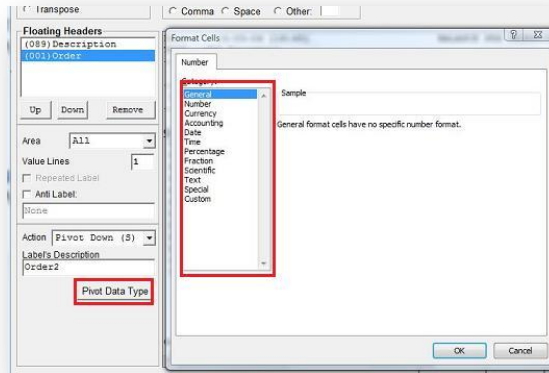 Transpose
Comma Space Other:
Floating Headers
(089)Description
(001)Order
Up Down Remove
Area All
Value Lines 1
Repeated Label
Anti Label:
None
Action Pivot Down (S)
Label's Description
Order2
Pivot Data Type
Format Cells
Number
Category:
General
Number
Currency
Accounting
Date
Time
Percentage
Fraction
Scientific
Text
Special
Custom
Sample
General format cells have no specific number format.
OK Cancel